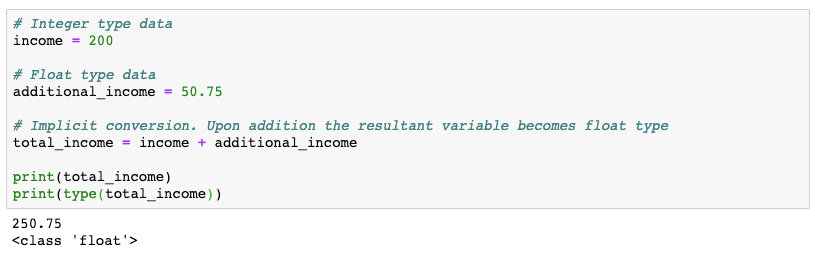 # Integer type data
income = 200
# Float type data
additional_income = 50.75
# Implicit conversion. Upon addition the resultant variable becomes float type
total_income = income + additional_income
print(total_income)
print(type(total_income))
250.75
<class 'float'>